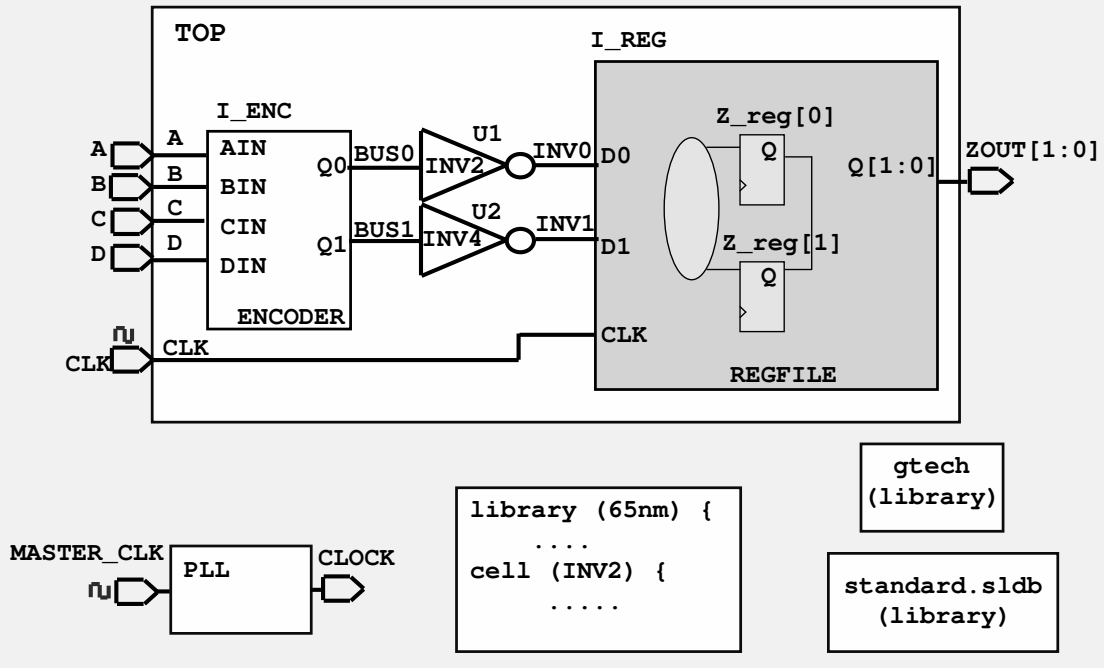 TOP
I_REG
I_ENC
A
A
AIN
B
B
BIN
C
C
CIN
D
D
DIN
Q0
BUS0
U1
INV2
INV0
D0
Q1
BUS1
U2
INV4
INV1
D1
ENCODER
Z_reg[0]
Q
Z_reg[1]
Q
Q[1:0]
ZOUT[1:0]
CLK
CLK
CLK
REGFILE
gtech
(library)
library (65nm) {
....
cell (INV2) {
.....
MASTER_CLK
PLL
CLOCK
standard.sldb
(library)